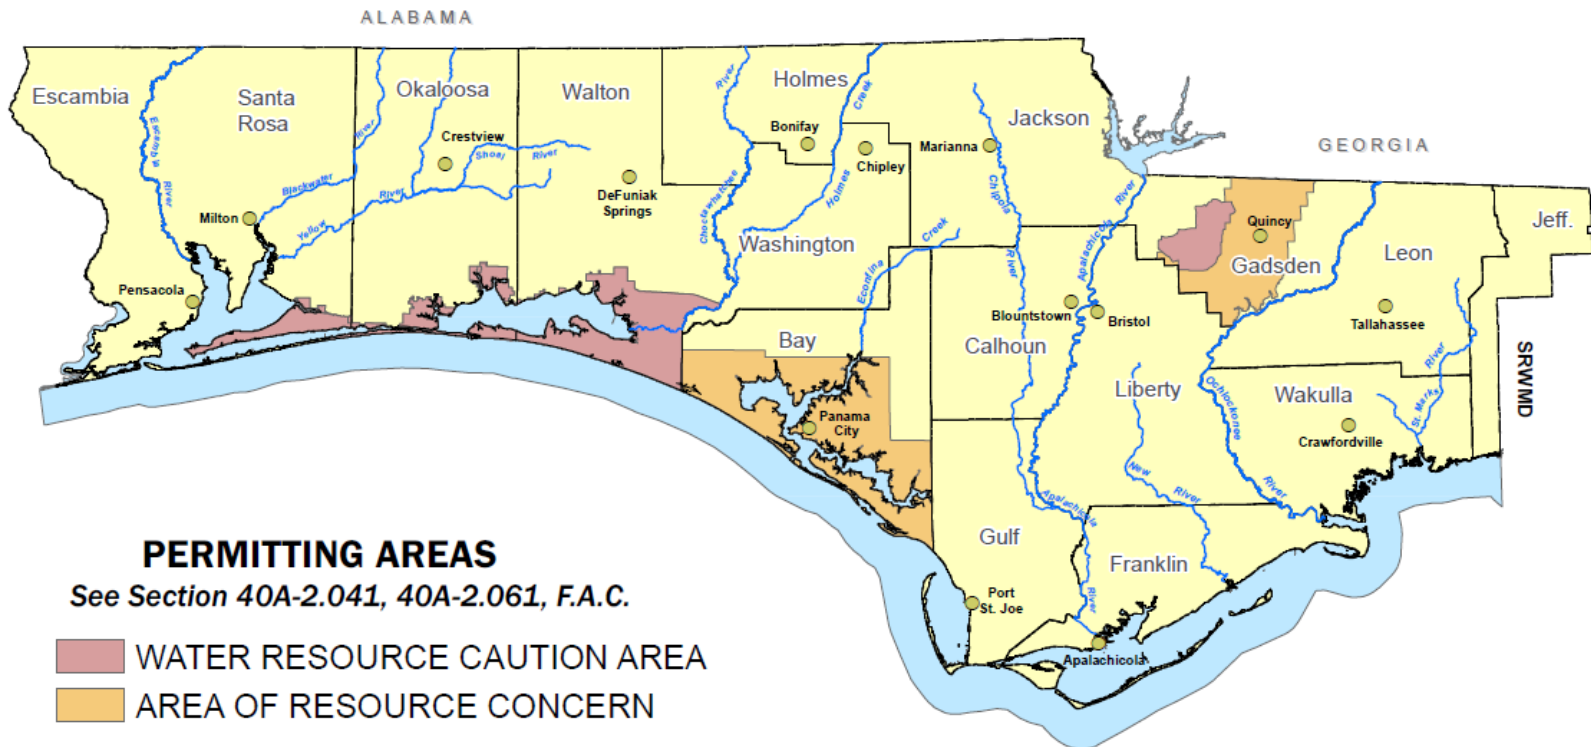 ALABAMA
Escambia
Santa
Rosa
Okaloosa
Walton
Holmes
Jackson
GEORGIA
Escambia
River
Blackwater
River
Yellow
River
Shoal
River
Crestview
Milton
Pensacola
DeFuniak
Springs
River
Choctawhatchee
Creek
Holmes
Bonifay
Chipley
Marianna
Chipola
River
Washington
Econfina
Creek
Apalachicola
River
Quincy
Gadsden
Leon
Jeff.
Tallahassee
Blountstown
Bristol
Bay
Calhoun
Liberty
Wakulla
Crawfordville
St. Marks
River
SRWMD
Ochlockonee
River
New
River
Panama
City
Apalachicola
River
Gulf
Franklin
Port
St. Joe
Apalachicola
PERMITTING AREAS
See Section 40A-2.041, 40A-2.061, F.A.C.
WATER RESOURCE CAUTION AREA
AREA OF RESOURCE CONCERN